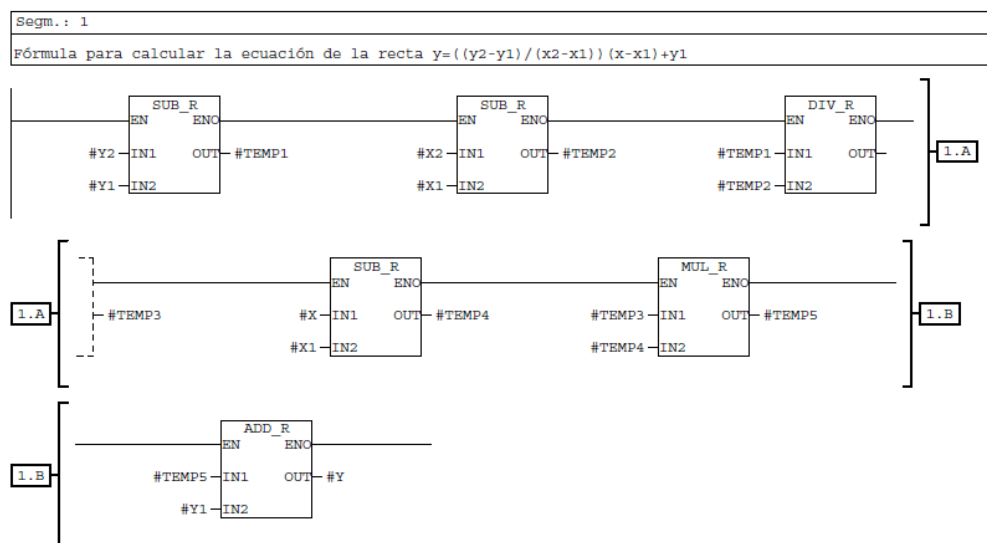 Segm.: 1
Fórmula para calcular la ecuación de la recta y=((y2-y1)/(x2-x1))(x-x1)+y1
SUB_R SUB_R DIV_R
EN ENO EN ENO EN ENO
#Y2 IN1 OUT #TEMP1 #X2 IN1 OUT #TEMP2 #TEMP1 IN1 OUT 1.A
#Y1 IN2 #X1 IN2 #TEMP2 IN2
SUB_R MUL_R
EN ENO EN ENO
1.A #TEMP3 #X IN1 OUT #TEMP4 #TEMP3 IN1 OUT #TEMP5 1.B
#X1 IN2 #TEMP4 IN2
ADD_R
EN ENO
1.B #TEMP5 IN1 OUT #Y
#Y1 IN2